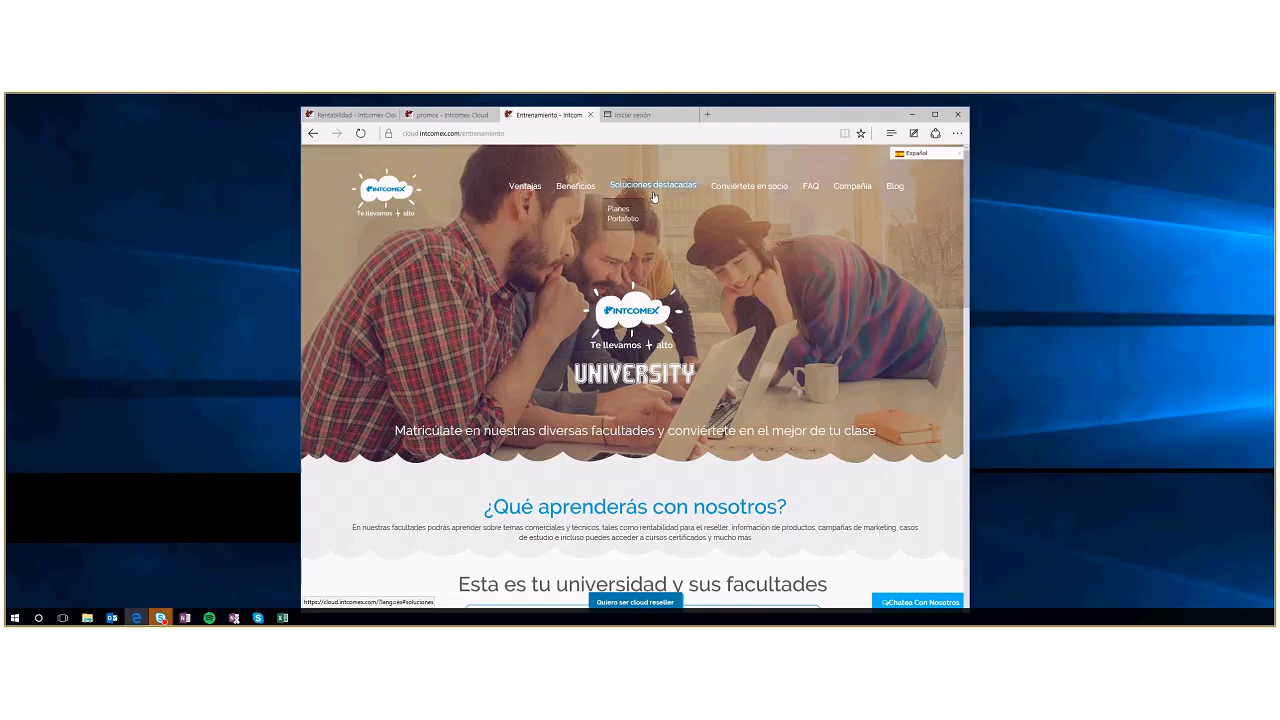 Rentabilidad - Intcomex Clo
promos - Intcomex Cloud
Entrenamiento - Intcom
Iniciar sesión
cloud.intcomex.com/entrenamiento
Español
INTCOMEX
Te llevamos + alto
Ventajas
Beneficios
Soluciones destacadas
Conviértete en socio
FAQ
Compañía
Blog
Planes
Portafolio
INTCOMEX
Te llevamos + alto
UNIVERSITY
Matricúlate en nuestras diversas facultades y conviértete en el mejor de tu clase
¿Qué aprenderás con nosotros?
En nuestras facultades podrás aprender sobre temas comerciales y técnicos, tales como rentabilidad para el reseller, información de productos, campañas de marketing, casos
de estudio e incluso puedes acceder a cursos certificados y mucho más
Esta es tu universidad y sus facultades
https://cloud.intcomex.com/?lang=es#soluciones
Quiero ser cloud reseller
Chatea Con Nosotros